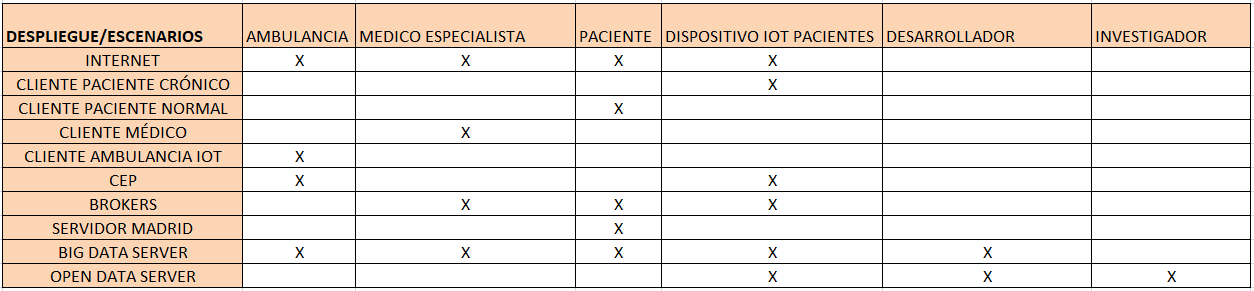 DESPLIEGUE/ESCENARIOS AMBULANCIA MEDICO ESPECIALISTA PACIENTE DISPOSITIVO IOT PACIENTES DESARROLLADOR INVESTIGADOR
INTERNET X X X X
CLIENTE PACIENTE CRÓNICO X
CLIENTE PACIENTE NORMAL X
CLIENTE MÉDICO X
CLIENTE AMBULANCIA IOT X
CEP X X
BROKERS X X X
SERVIDOR MADRID X
BIG DATA SERVER X X X X X
OPEN DATA SERVER X X X